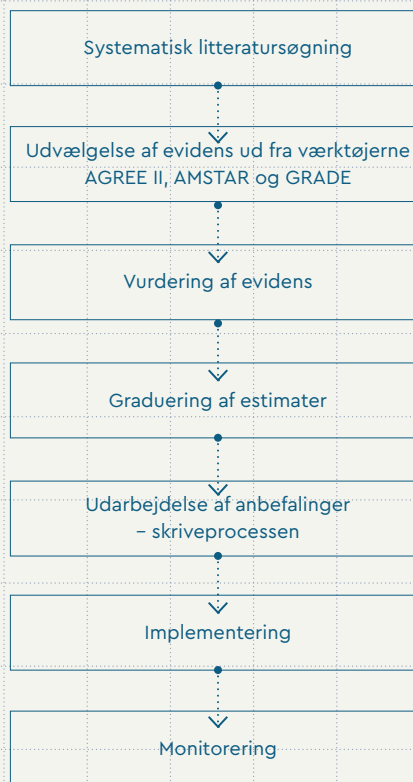 Systematisk litteratursøgning
Udvælgelse af evidens ud fra værktøjerne
AGREE II, AMSTAR og GRADE
Vurdering af evidens
Graduering af estimater
Udarbejdelse af anbefalinger
– skriveprocessen
Implementering
Monitorering